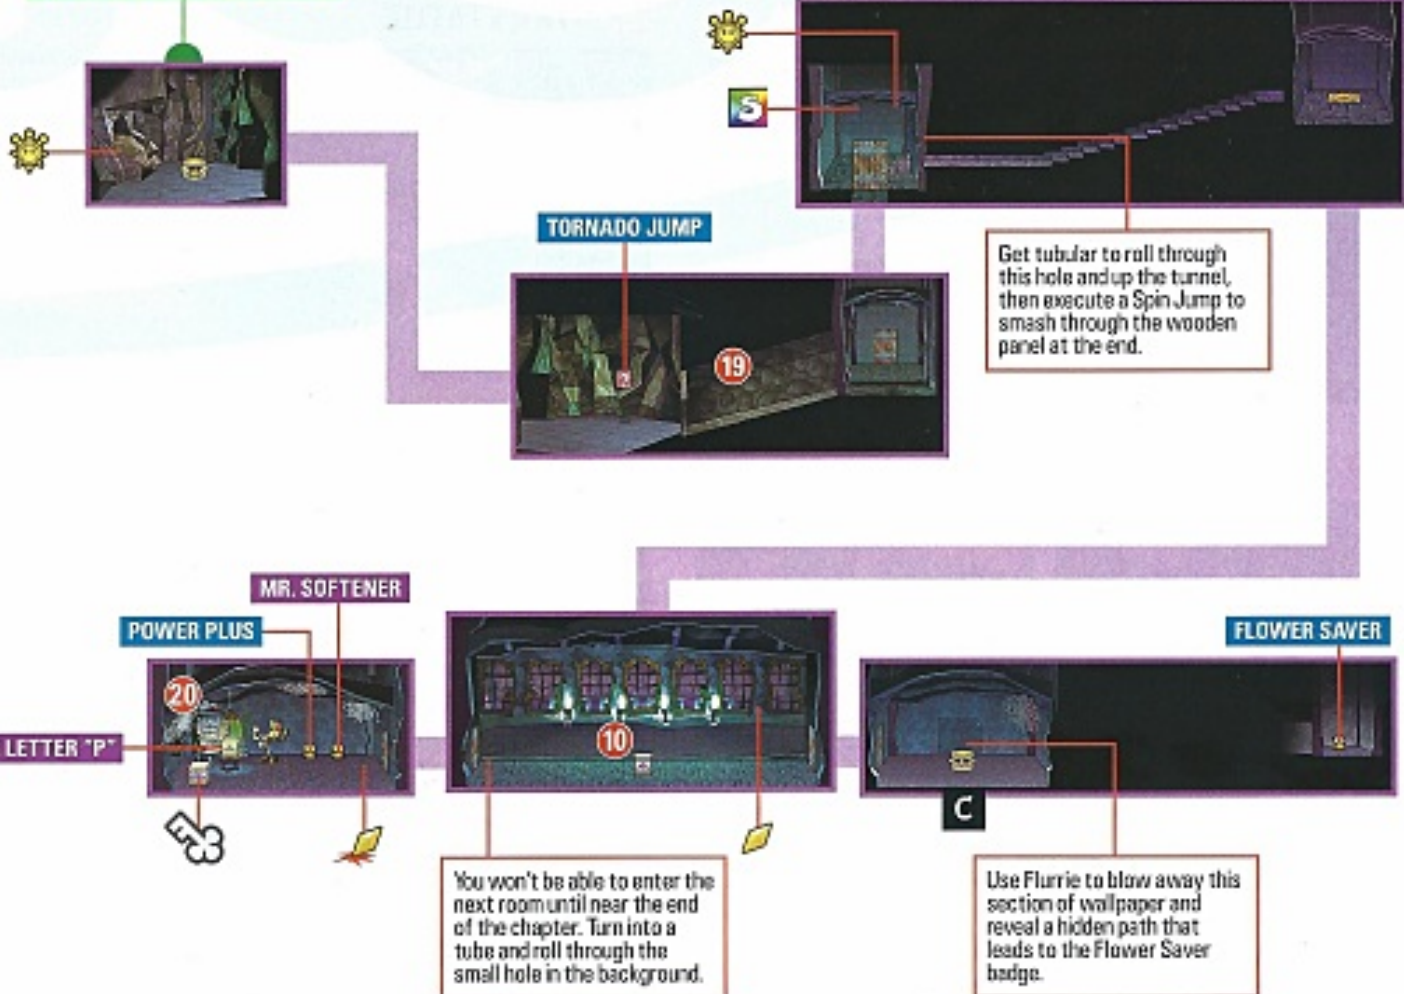 S
TORNADO JUMP
Get tubular to roll through
this hole and up the tunnel,
then execute a Spin Jump to
smash through the wooden
panel at the end.
19
MR. SOFTENER
POWER PLUS
FLOWER SAVER
20
LETTER "P"
10
C
You won't be able to enter the
next room until near the end
of the chapter. Turn into a
tube and roll through the
small hole in the background.
Use Flurrie to blow away this
section of wallpaper and
reveal a hidden path that
leads to the Flower Saver
badge.